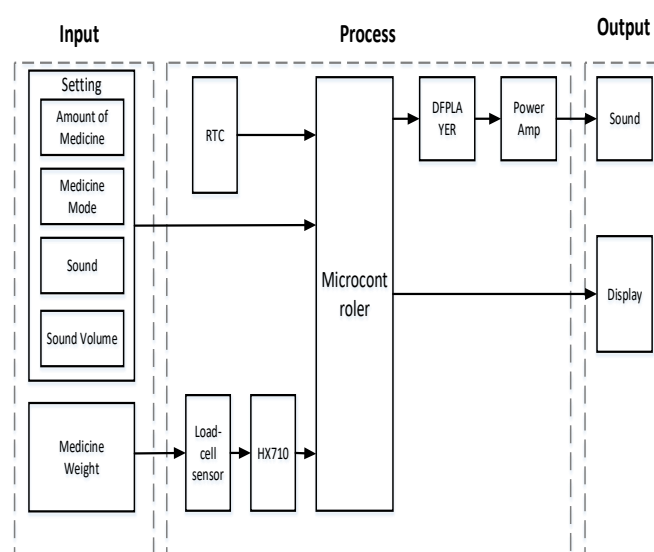 Input
Process
Output
Setting
Amount of
Medicine
Medicine
Mode
Sound
Sound Volume
Medicine
Weight
RTC
Load-
cell
sensor
HX710
Microcont
roler
DFPLA
YER
Power
Amp
Sound
Display